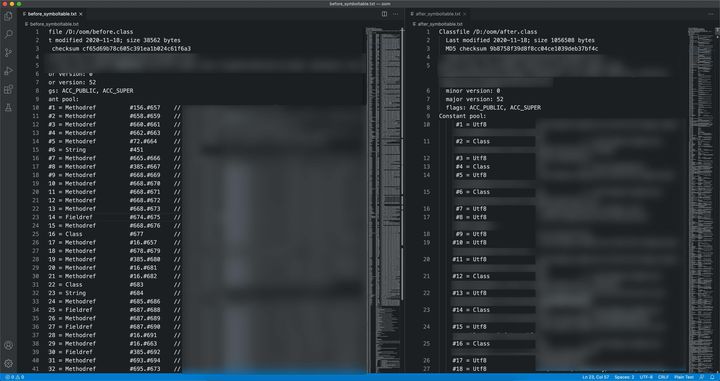 before_symboltable.txt — oom
before_symboltable.txt
before_symboltable.txt
1 file /D:/oom/before.class
2 t modified 2020-11-18; size 38562 bytes
3 checksum cf65d69b78c605c391ea1b024c61f6a3
4
5
6 or version: 0
7 or version: 52
8 gs: ACC_PUBLIC, ACC_SUPER
9 ant pool:
10 #1 = Methodref #156.#657 //
11 #2 = Methodref #658.#659 //
12 #3 = Methodref #660.#661 //
13 #4 = Methodref #662.#663 //
14 #5 = Methodref #72.#664 //
15 #6 = String #451 //
16 #7 = Methodref #665.#666 //
17 #8 = Methodref #385.#667 //
18 #9 = Methodref #668.#669 //
19 10 = Methodref #668.#670 //
20 11 = Methodref #668.#671 //
21 12 = Methodref #668.#672 //
22 13 = Methodref #668.#673 //
23 14 = Fieldref #674.#675 //
24 15 = Methodref #668.#676 //
25 16 = Class #677 //
26 17 = Methodref #16.#657 //
27 18 = Methodref #678.#679 //
28 19 = Methodref #385.#680 //
29 20 = Methodref #16.#681 //
30 21 = Methodref #16.#682 //
31 22 = Class #683 //
32 23 = String #684 //
33 24 = Methodref #685.#686 //
34 25 = Fieldref #687.#688 //
35 26 = Methodref #687.#689 //
36 27 = Fieldref #687.#690 //
37 28 = Methodref #16.#691 //
38 29 = Methodref #16.#663 //
39 30 = Fieldref #385.#692 //
40 31 = Methodref #693.#694 //
41 32 = Methodref #695.#673 //
after_symboltable.txt
after_symboltable.txt
1 Classfile /D:/oom/after.class
2 Last modified 2020-11-18; size 1056508 bytes
3 MD5 checksum 9b8758f39d8f8cc04ce1039deb37bf4c
4
5
6 minor version: 0
7 major version: 52
8 flags: ACC_PUBLIC, ACC_SUPER
9 Constant pool:
10 #1 = Utf8
11 #2 = Class
12 #3 = Utf8
13 #4 = Class
14 #5 = Utf8
15 #6 = Class
16 #7 = Utf8
17 #8 = Utf8
18 #9 = Utf8
19 #10 = Utf8
20 #11 = Utf8
21 #12 = Class
22 #13 = Utf8
23 #14 = Class
24 #15 = Utf8
25 #16 = Class
26 #17 = Utf8
27 #18 = Utf8
0 0
Ln 23, Col 57 Spaces: 2 UTF-8 CRLF Plain Text